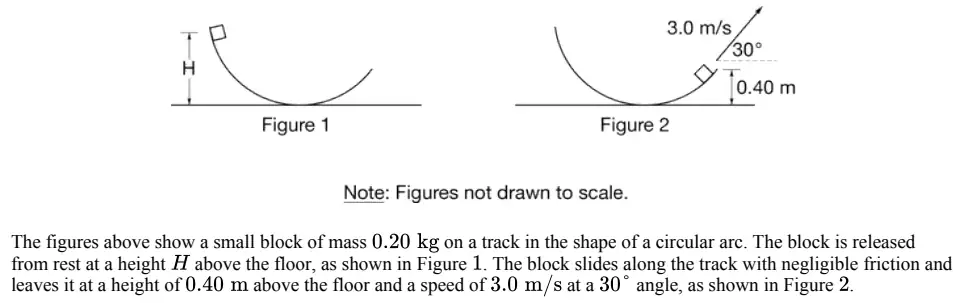 3.0 m/s
30°
H
0.40 m
Figure 1
Figure 2
Note: Figures not drawn to scale.
The figures above show a small block of mass 0.20 kg on a track in the shape of a circular arc. The block is released
from rest at a height H above the floor, as shown in Figure 1. The block slides along the track with negligible friction and
leaves it at a height of 0.40 m above the floor and a speed of 3.0 m/s at a 30° angle, as shown in Figure 2.